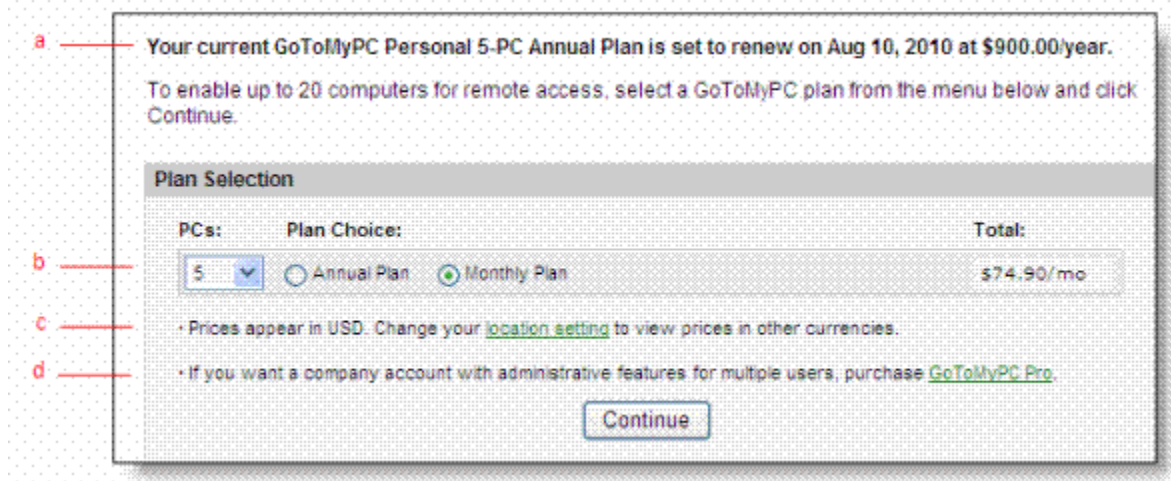 a
Your current GoToMyPC Personal 5-PC Annual Plan is set to renew on Aug 10, 2010 at $900.00/year.
To enable up to 20 computers for remote access, select a GoToMyPC plan from the menu below and click
Continue.
Plan Selection
PCs: Plan Choice: Total:
b 5 Annual Plan Monthly Plan $74.90/mo
c · Prices appear in USD. Change your location setting to view prices in other currencies.
d · If you want a company account with administrative features for multiple users, purchase GoToMyPC Pro.
Continue